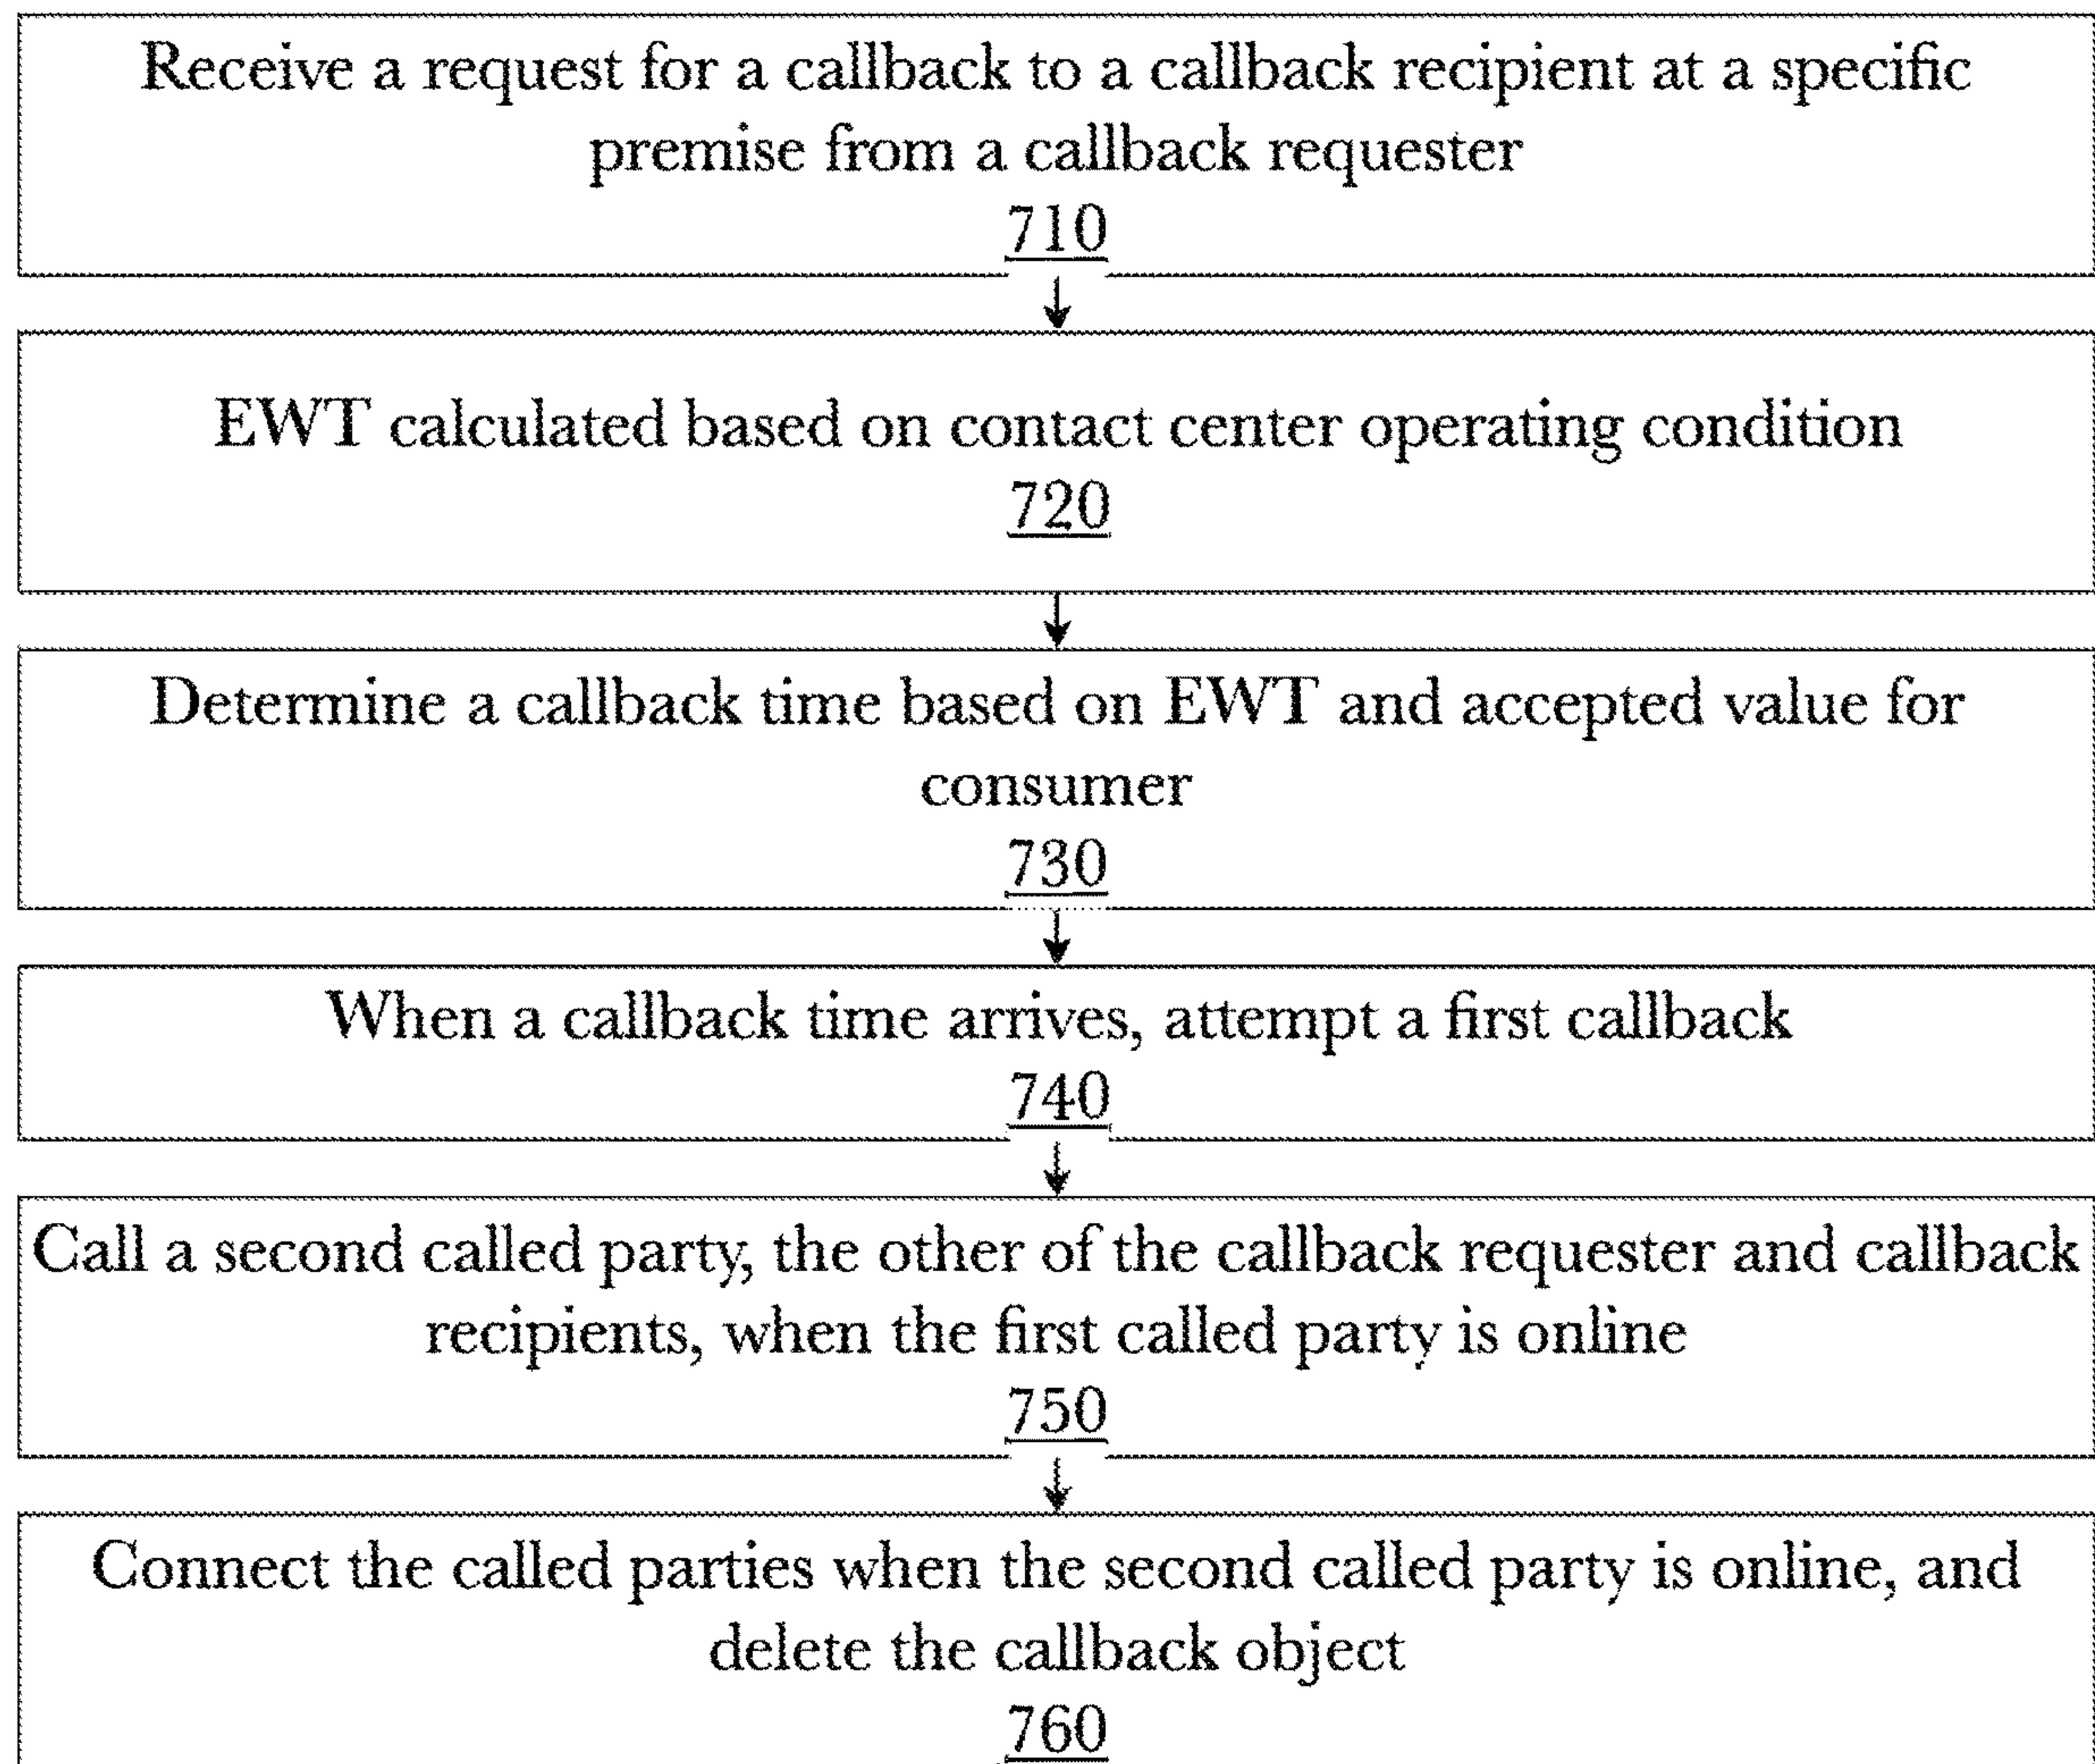 Receive a request for a callback to a callback recipient at a specific
premise from a callback requester
710
EWT calculated based on contact center operating condition
720
Determine a callback time based on EWT and accepted value for
consumer
730
When a callback time arrives, attempt a first callback
740
Call a second called party, the other of the callback requester and callback
recipients, when the first called party is online
750
Connect the called parties when the second called party is online, and
delete the callback object
760